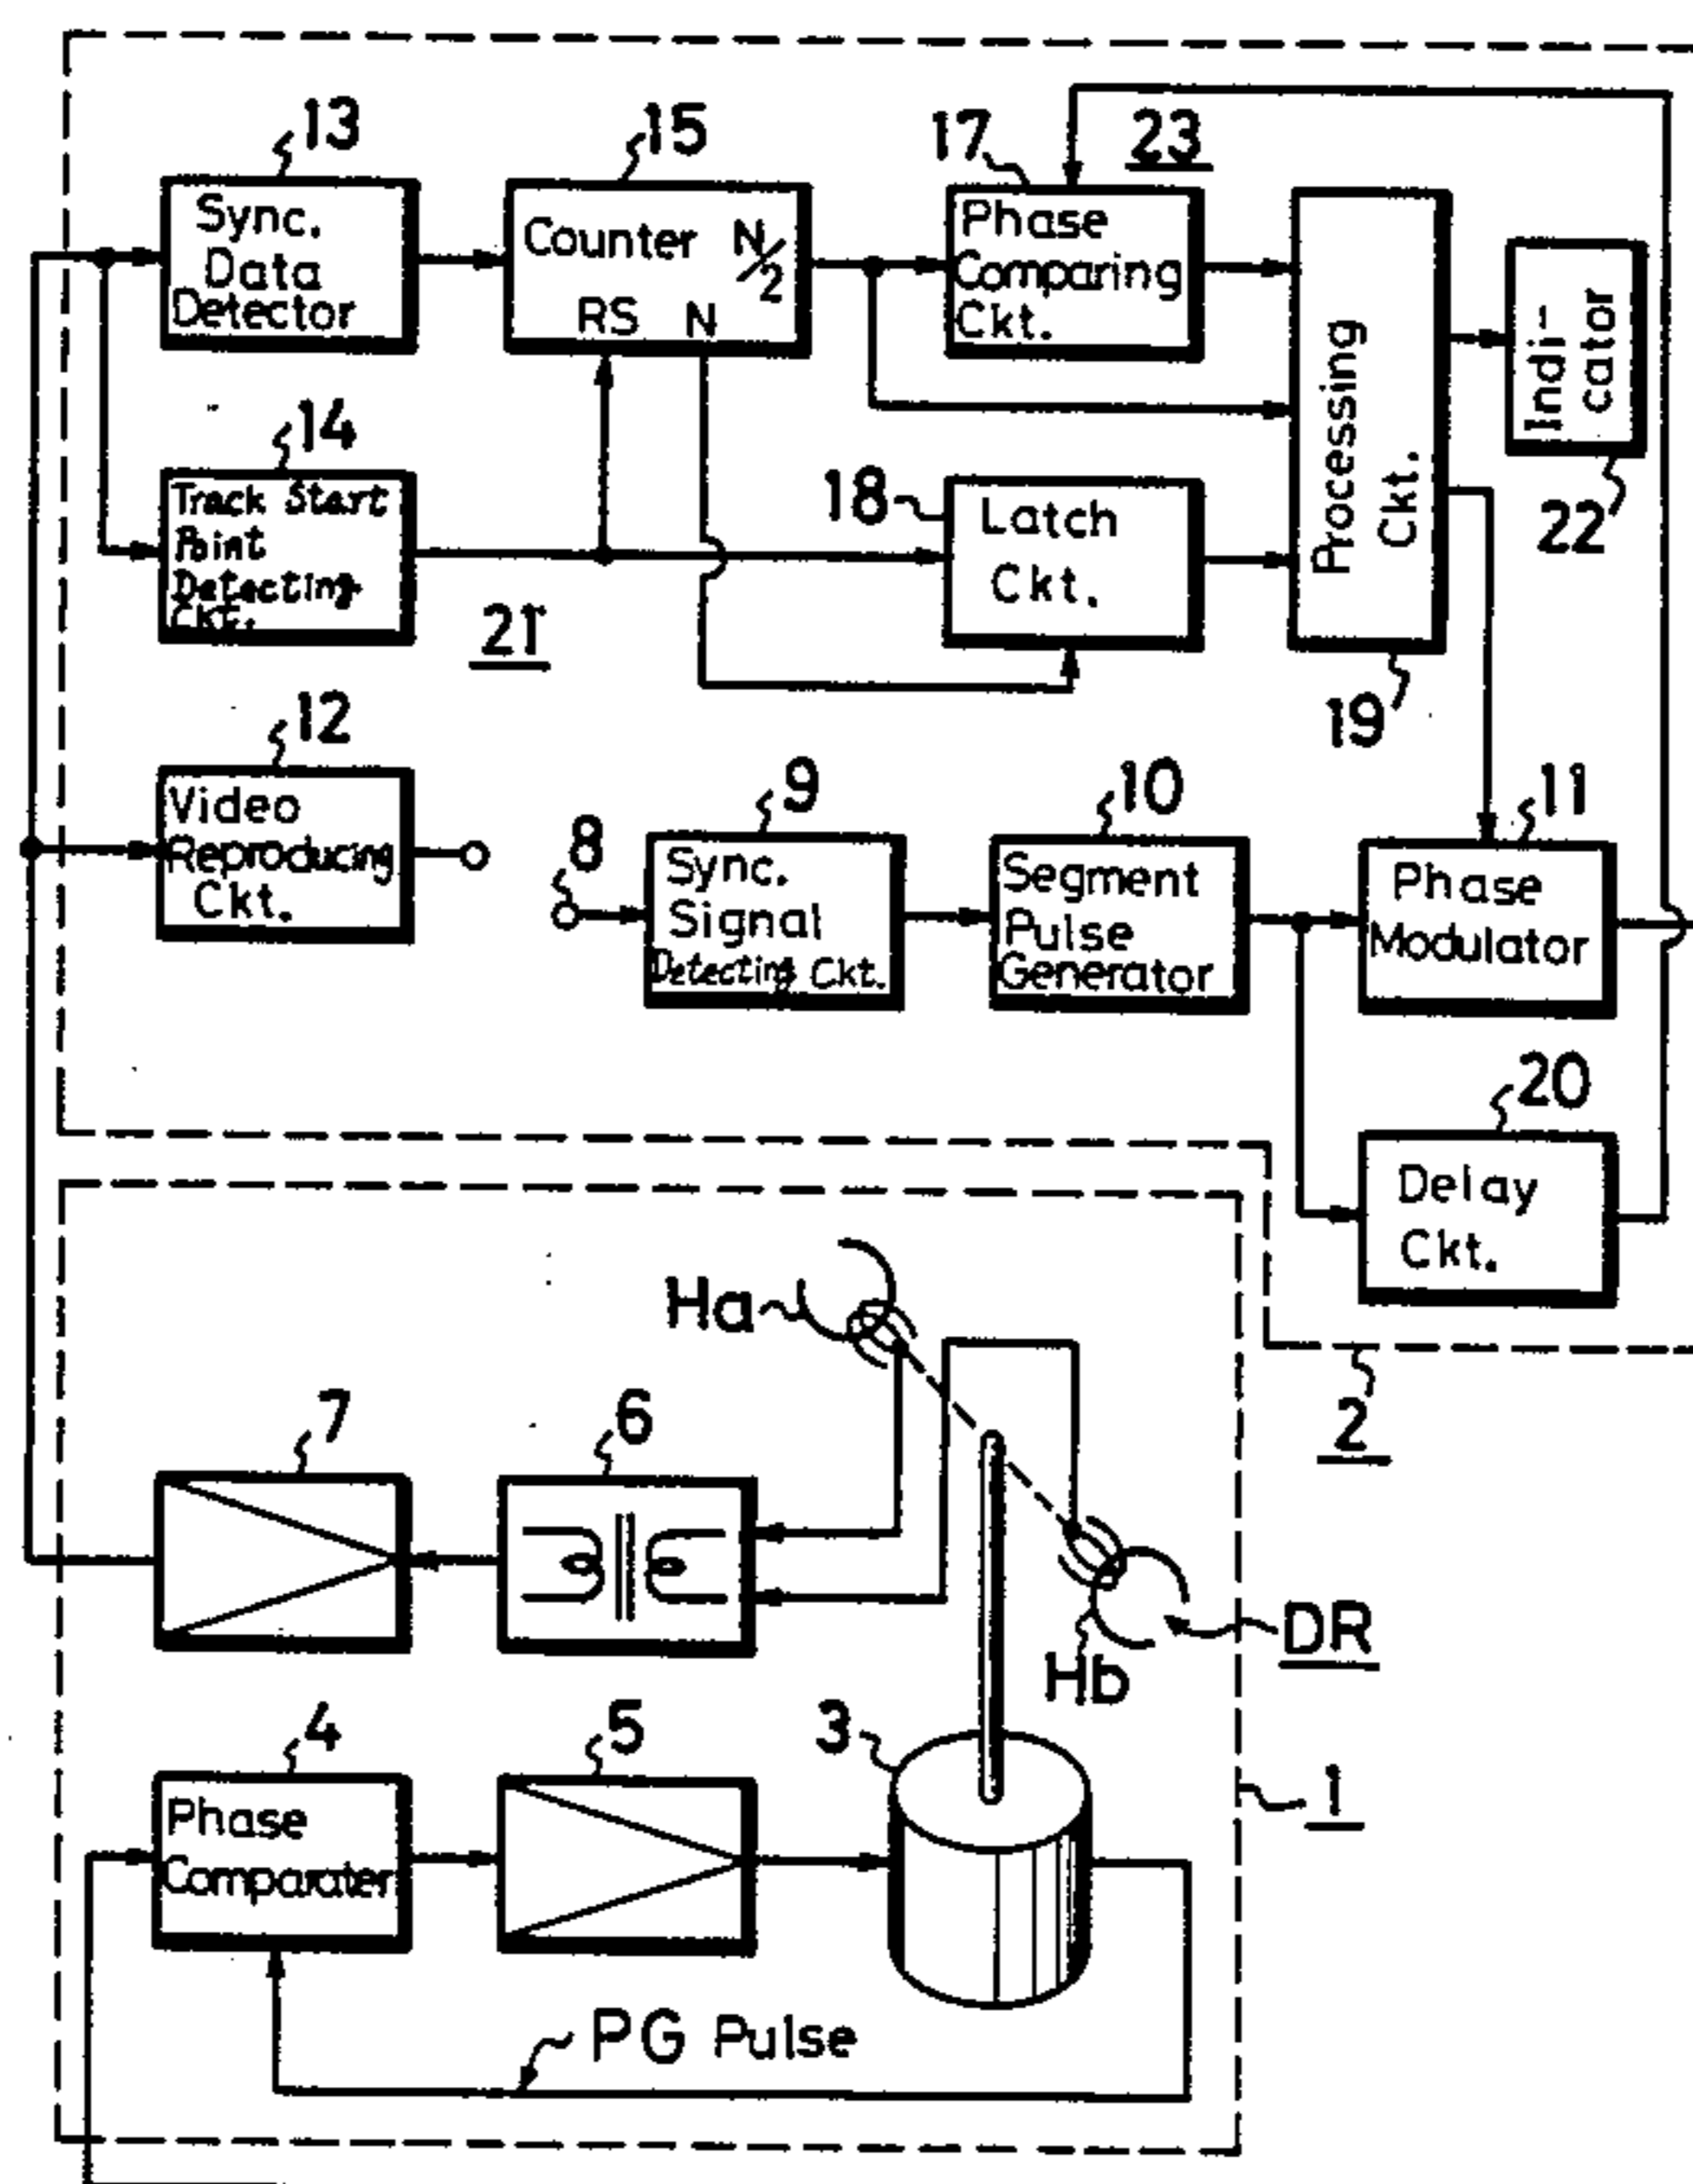 13
15
17
23
Sync.
Data
Detector
Counter N/2
RS N
Phase
Comparing
Ckt.
Processing
Ckt.
Indi-
cator
14
18
22
Track Start
Point
Detecting
Ckt.
Latch
Ckt.
21
19
12
9
10
11
8
Video
Reproducing
Ckt.
Sync.
Signal
Detecting Ckt.
Segment
Pulse
Generator
Phase
Modulator
20
Delay
Ckt.
Ha
2
7
6
DR
Hb
4
5
3
1
Phase
Comparater
PG Pulse